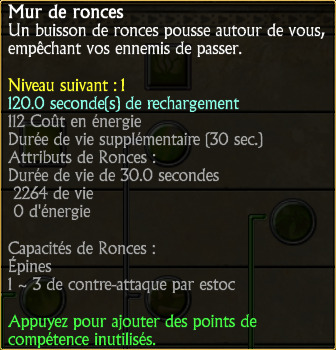 Mur de ronces
Un buisson de ronces pousse autour de vous,
empêchant vos ennemis de passer.
Niveau suivant : 1
120.0 seconde(s) de rechargement
112 Coût en énergie
Durée de vie supplémentaire (30 sec.)
Attributs de Ronces :
Durée de vie de 30.0 secondes
2264 de vie
0 d'énergie
Capacités de Ronces :
Épines
1 ~ 3 de contre-attaque par estoc
Appuyez pour ajouter des points de
compétence inutilisés.